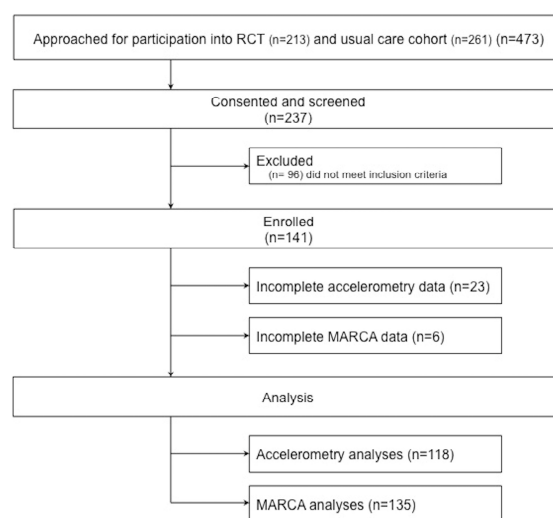 Approached for participation into RCT (n=213) and usual care cohort (n=261) (n=473)
Consented and screened
(n=237)
Excluded
(n= 96) did not meet inclusion criteria
Enrolled
(n=141)
Incomplete accelerometry data (n=23)
Incomplete MARCA data (n=6)
Analysis
Accelerometry analyses (n=118)
MARCA analyses (n=135)